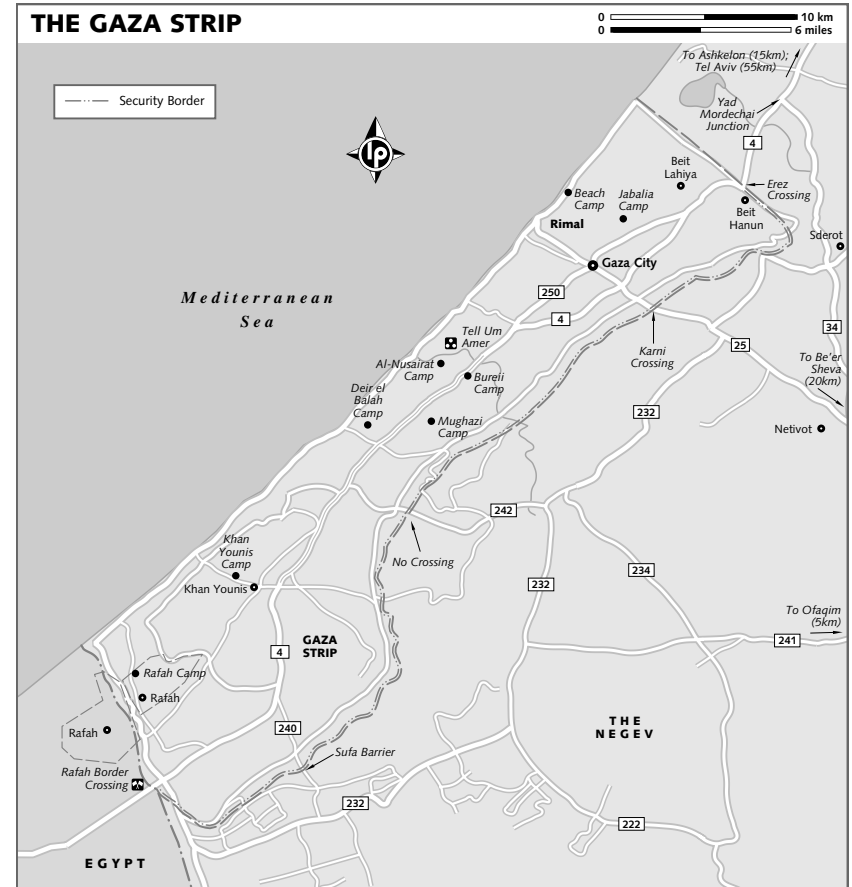 THE GAZA STRIP
0 10 km
0 6 miles
Security Border
To Ashkelon (15km);
Tel Aviv (55km)
Yad
Mordechai
Junction
4
lp
Beit
Lahiya
Erez
Crossing
Beach
Camp
Jabalia
Camp
Beit
Hanun
Rimal
Sderot
Gaza City
Mediterranean
Sea
250
4
34
Tell Um
Amer
Karni
Crossing
25
To Be'er
Sheva
(20km)
Al-Nusairat
Camp
Bureij
Camp
Deir el
Balah
Camp
232
Mughazi
Camp
Netivot
242
No Crossing
Khan
Younis
Camp
Khan Younis
232
234
To Ofaqim
(5km)
241
GAZA
STRIP
4
Rafah Camp
Rafah
Rafah
240
THE
NEGEV
Sufa Barrier
Rafah Border
Crossing
232
222
EGYPT